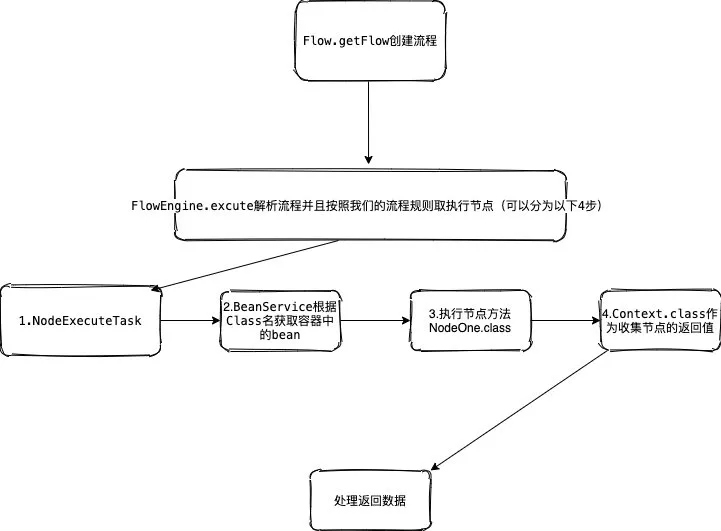 Flow.getFlow创建流程
FlowEngine.excute解析流程并且按照我们的流程规则取执行节点（可以分为以下4步）
1.NodeExecuteTask
2.BeanService根据
Class名获取容器中
的bean
3.执行节点方法
NodeOne.class
4.Context.class作
为收集节点的返回值
处理返回数据